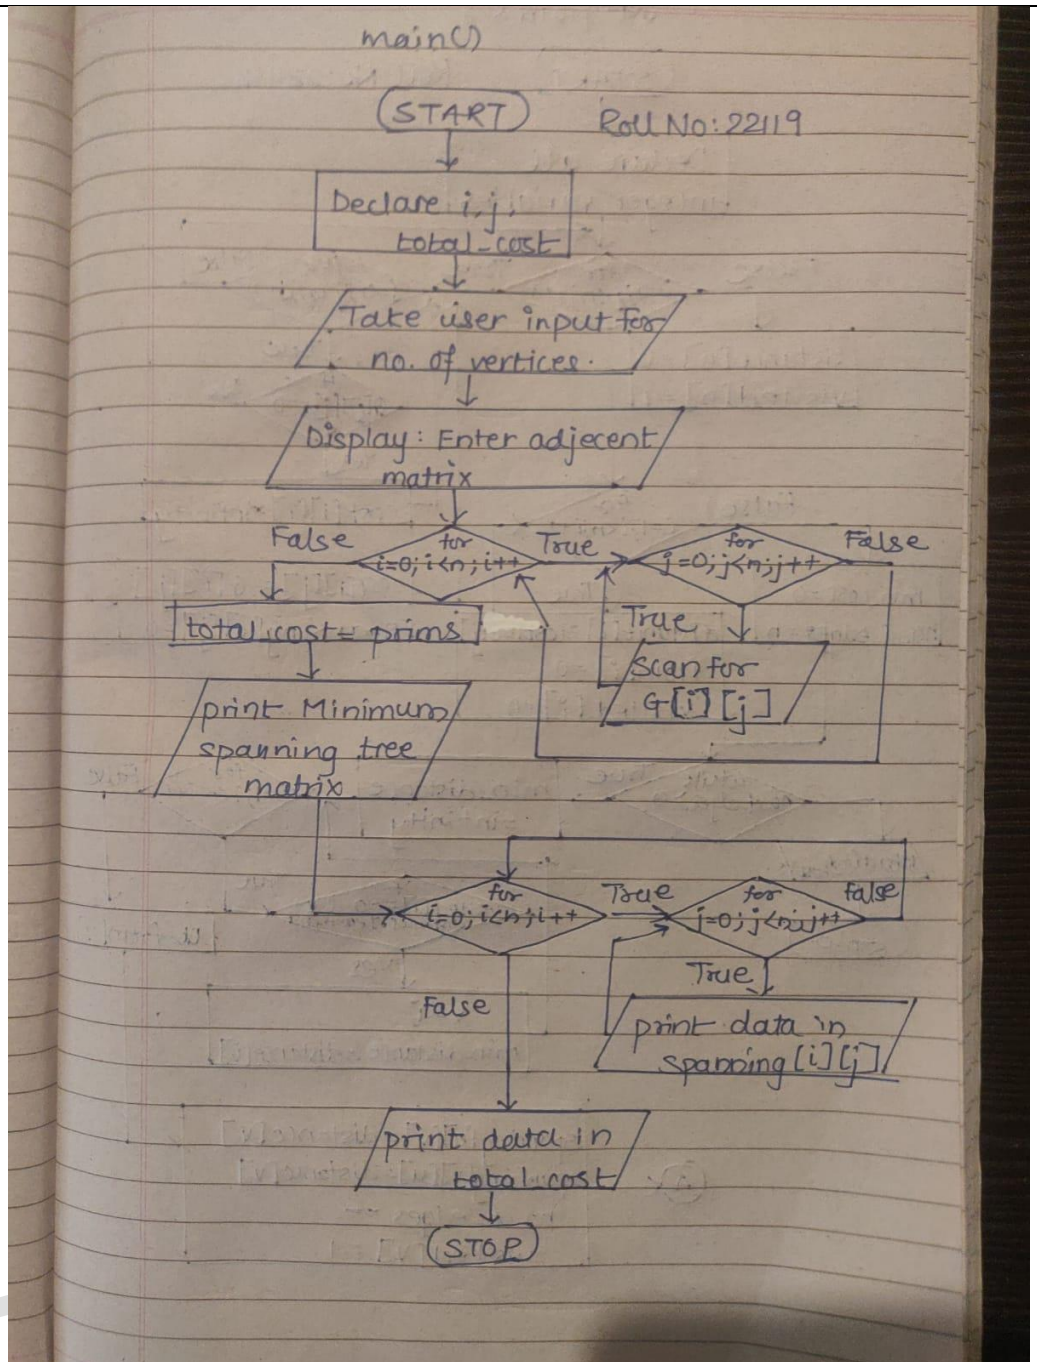 main()
START
Roll No: 22119
Declare i, j,
total_cost
Take user input for
no. of vertices.
Display: Enter adjecent
matrix
False
for
i=0; i<n; i++
True
for
j=0; j<n; j++
False
total_cost= prims
True
Scan for
G[i][j]
print Minimum
spanning tree
matrix
for
i=0; i<n; i++
True
for
j=0; j<n; j++
False
True
False
print data in
spanning[i][j]
print data in
total_cost
STOP